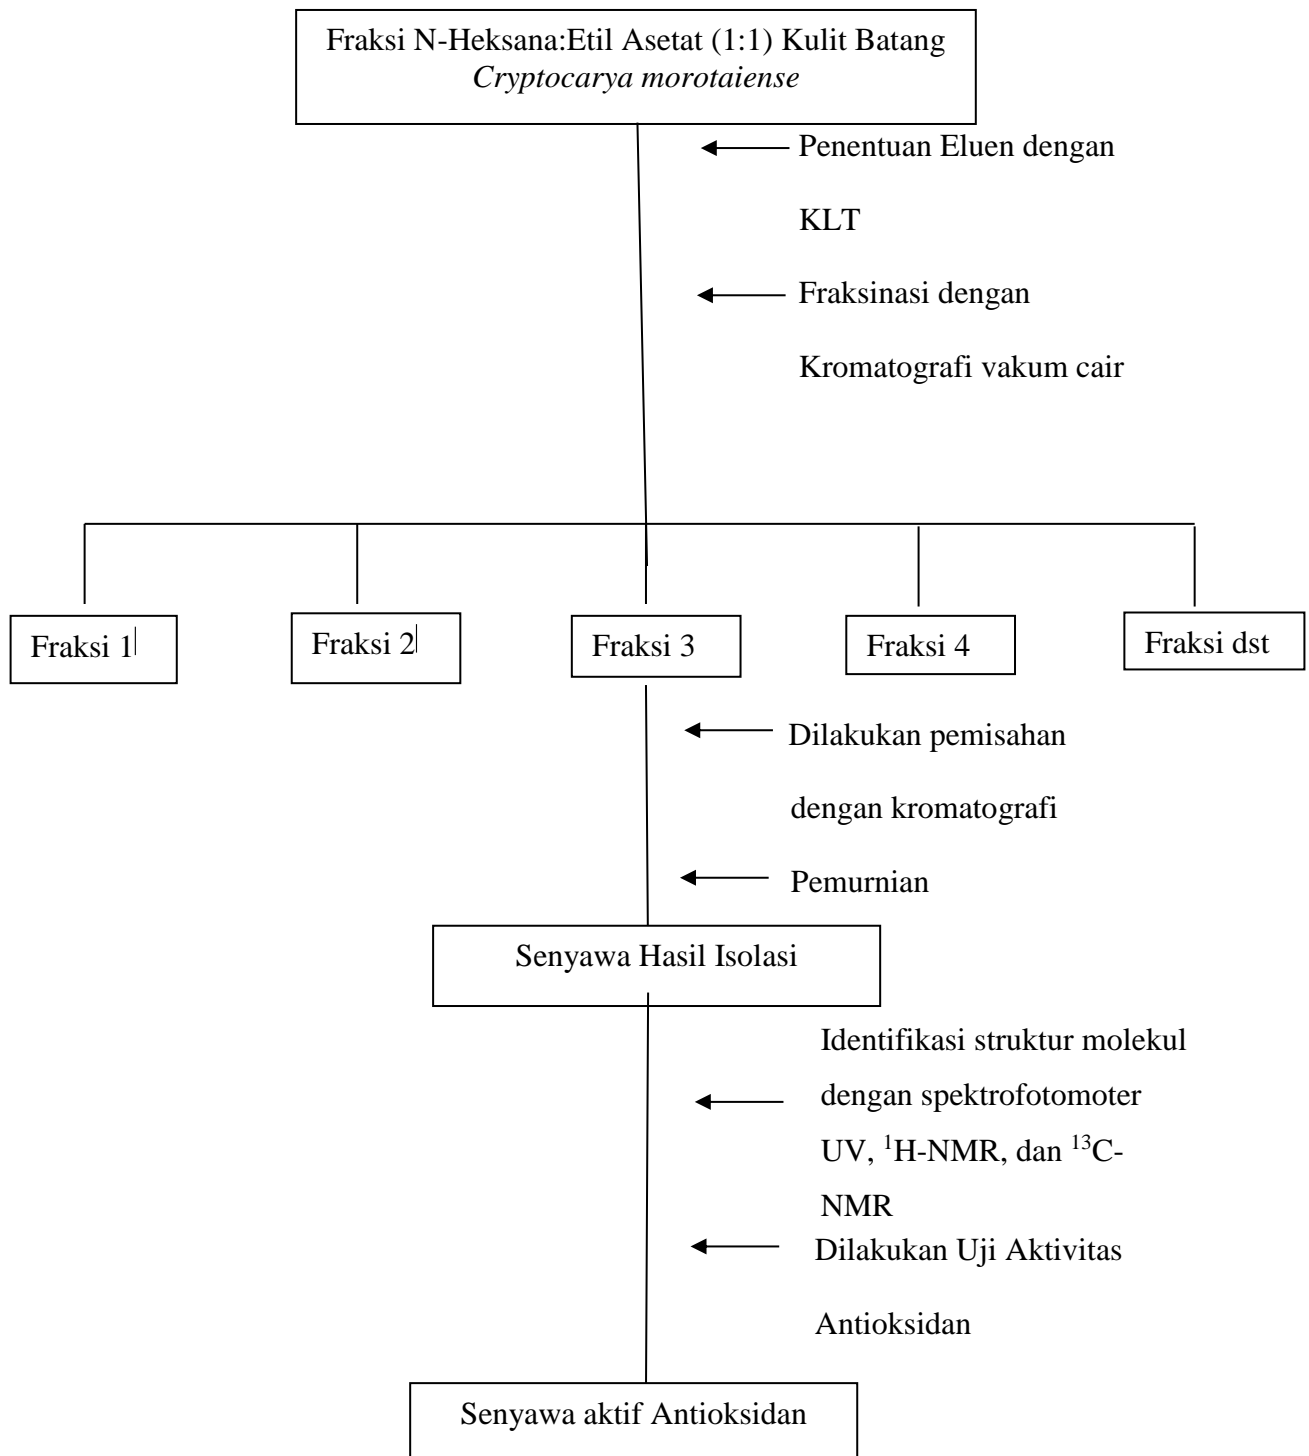 Fraksi N-Heksana:Etil Asetat (1:1) Kulit Batang
Cryptocarya morotaiense
Penentuan Eluen dengan
KLT
Fraksinasi dengan
Kromatografi vakum cair
Fraksi 1
Fraksi 2
Fraksi 3
Fraksi 4
Fraksi dst
Dilakukan pemisahan
dengan kromatografi
Pemurnian
Senyawa Hasil Isolasi
Identifikasi struktur molekul
dengan spektrofotomoter
UV, ¹H-NMR, dan ¹³C-
NMR
Dilakukan Uji Aktivitas
Antioksidan
Senyawa aktif Antioksidan